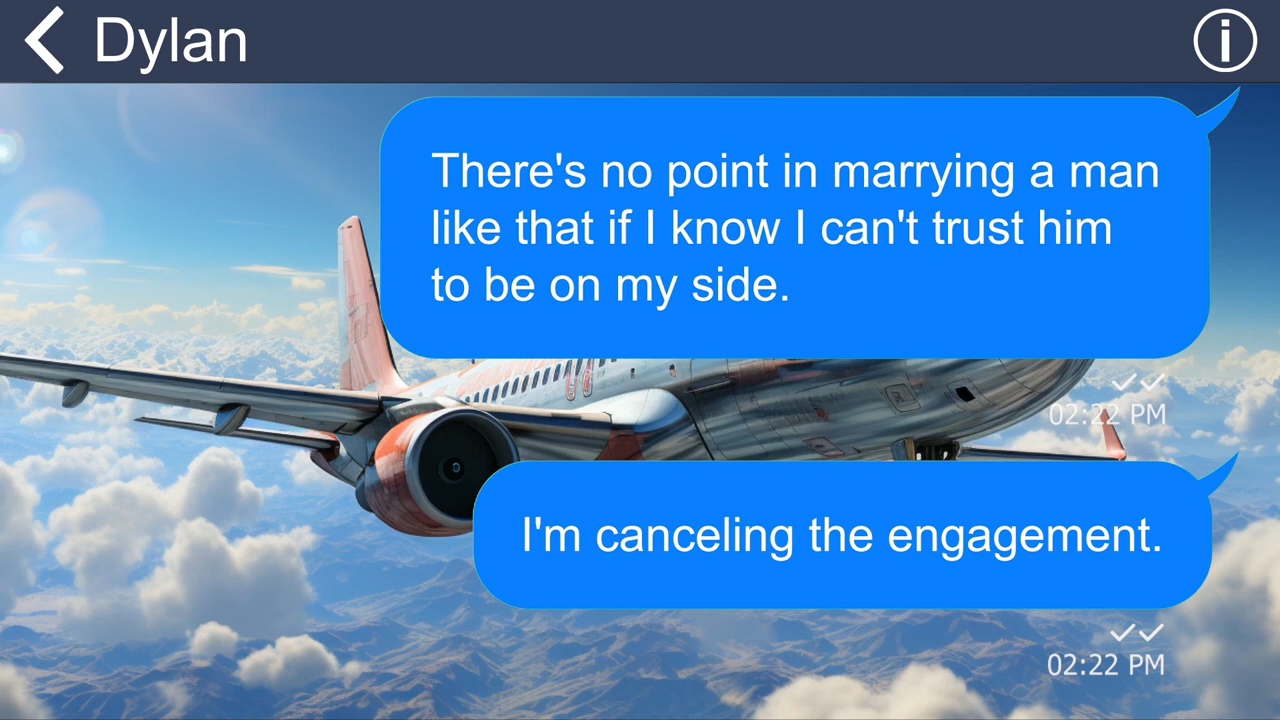 Dylan
There's no point in marrying a man
like that if I know I can't trust him
to be on my side.
02:22 PM
I'm canceling the engagement.
02:22 PM